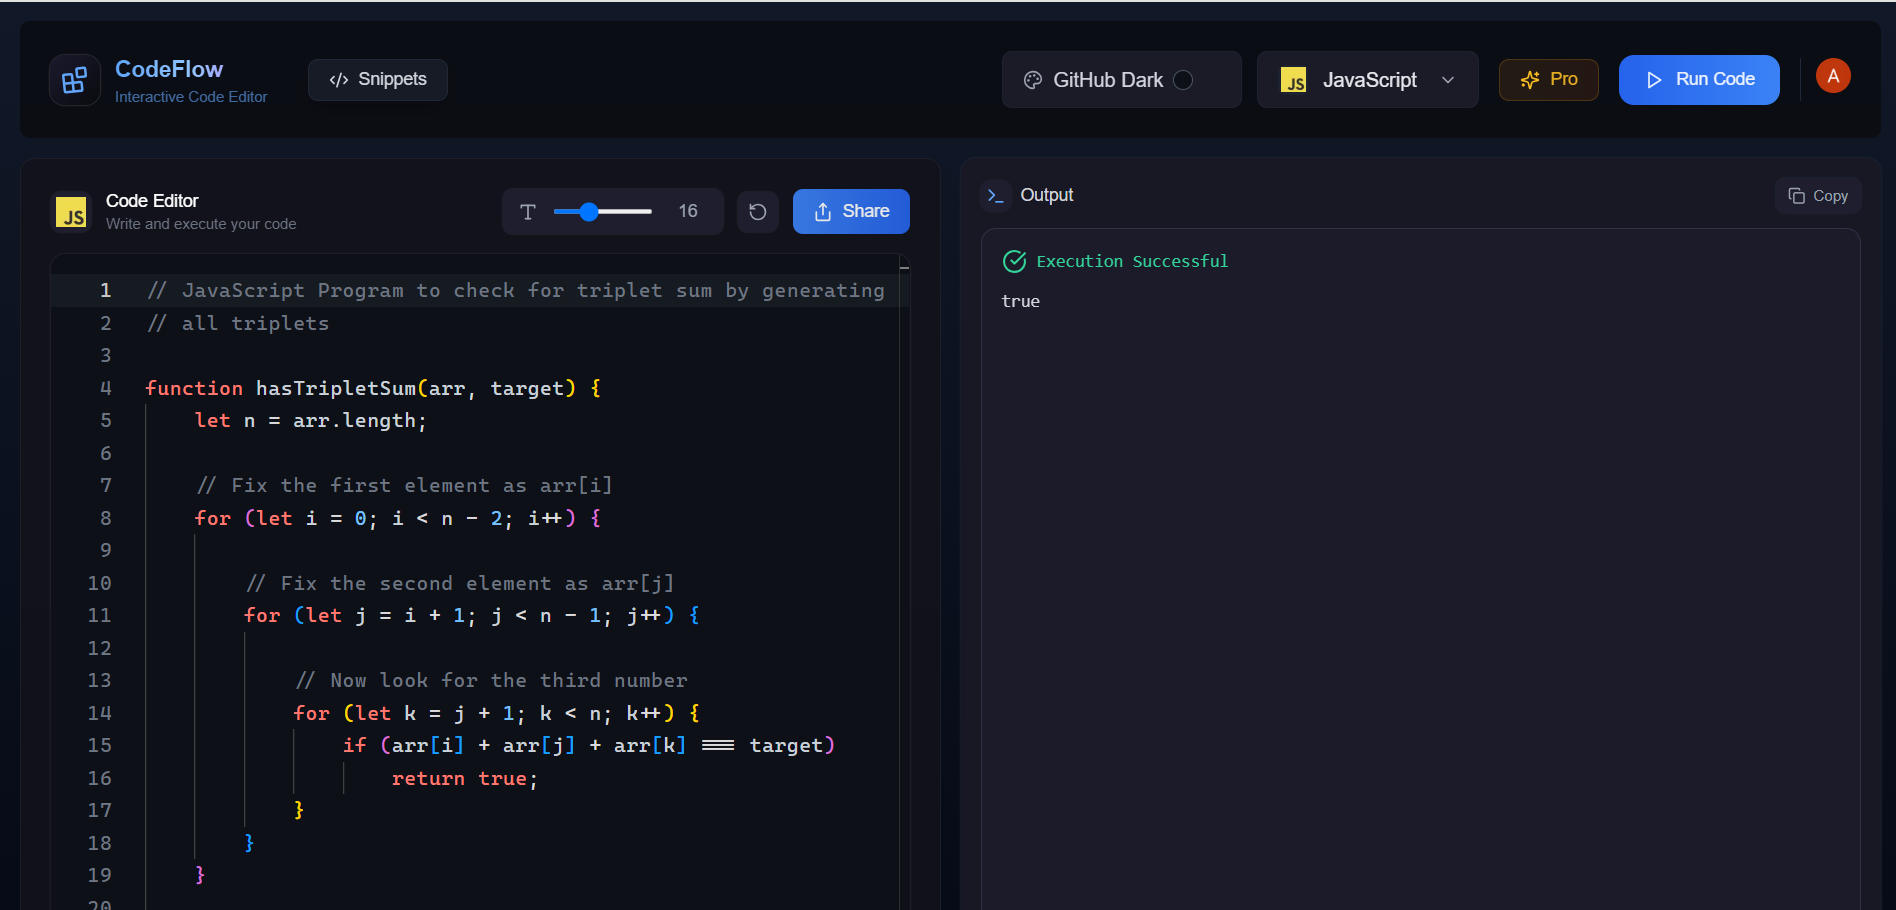 CodeFlow
Interactive Code Editor
</> Snippets
GitHub Dark
JS JavaScript
Pro
Run Code
A
JS Code Editor
Write and execute your code
T 16
Share
1 // JavaScript Program to check for triplet sum by generating
2 // all triplets
3
4 function hasTripletSum(arr, target) {
5 let n = arr.length;
6
7 // Fix the first element as arr[i]
8 for (let i = 0; i < n - 2; i++) {
9
10 // Fix the second element as arr[j]
11 for (let j = i + 1; j < n - 1; j++) {
12
13 // Now look for the third number
14 for (let k = j + 1; k < n; k++) {
15 if (arr[i] + arr[j] + arr[k] === target)
16 return true;
17 }
18 }
19 }
20
>_ Output
Copy
Execution Successful
true